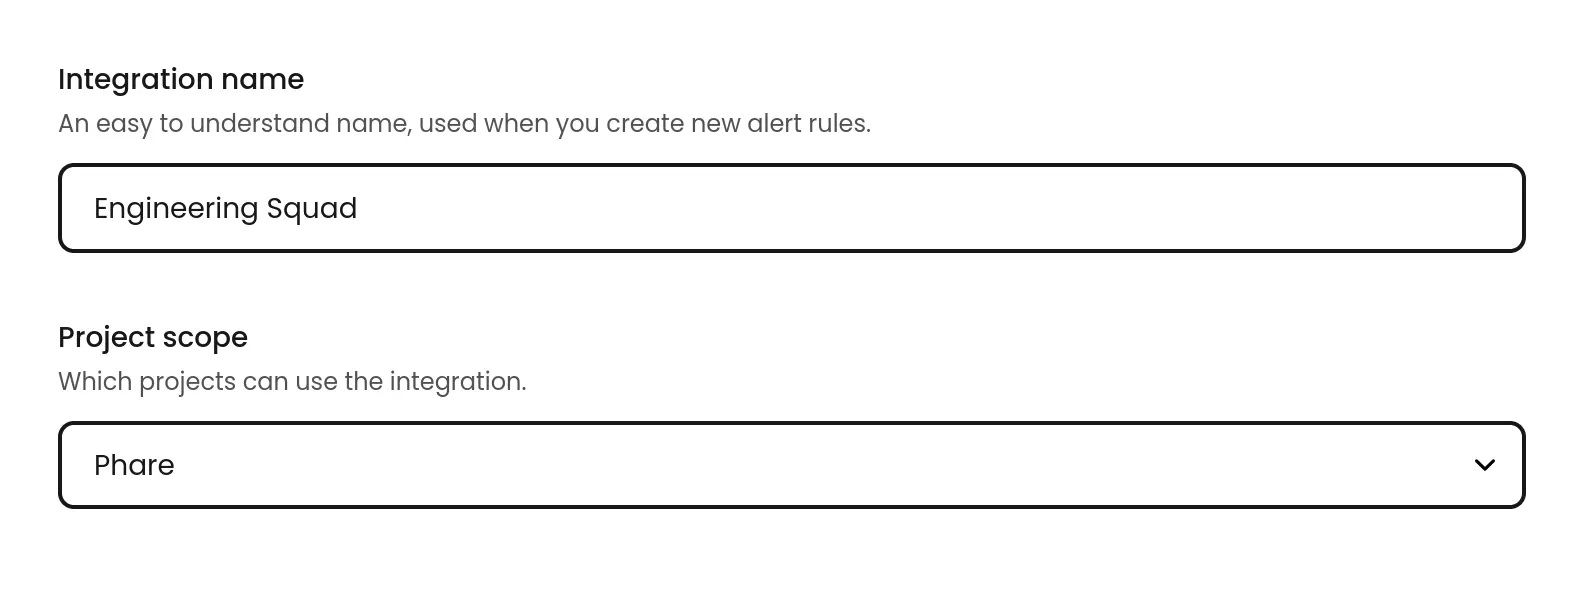 Integration name
An easy to understand name, used when you create new alert rules.
Engineering Squad
Project scope
Which projects can use the integration.
Phare